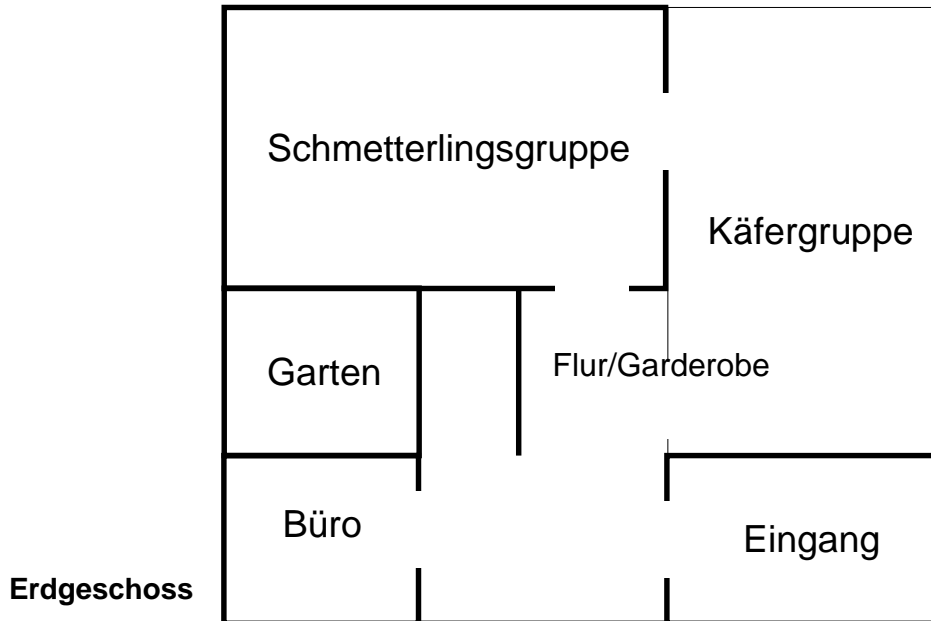 Schmetterlingsgruppe
Käfergruppe
Garten
Flur/Garderobe
Büro
Eingang
Erdgeschoss